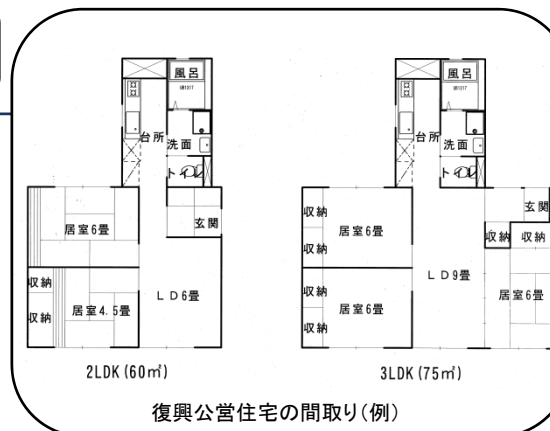 風呂
UB1017
台所
洗面
トイレ
玄関
居室6畳
収納
収納
居室4.5畳
LD6畳
2LDK(60㎡)
風呂
UB1017
台所
洗面
トイレ
玄関
収納
収納
収納
収納
居室6畳
LD9畳
収納
収納
居室6畳
居室6畳
3LDK(75㎡)
復興公営住宅の間取り(例)